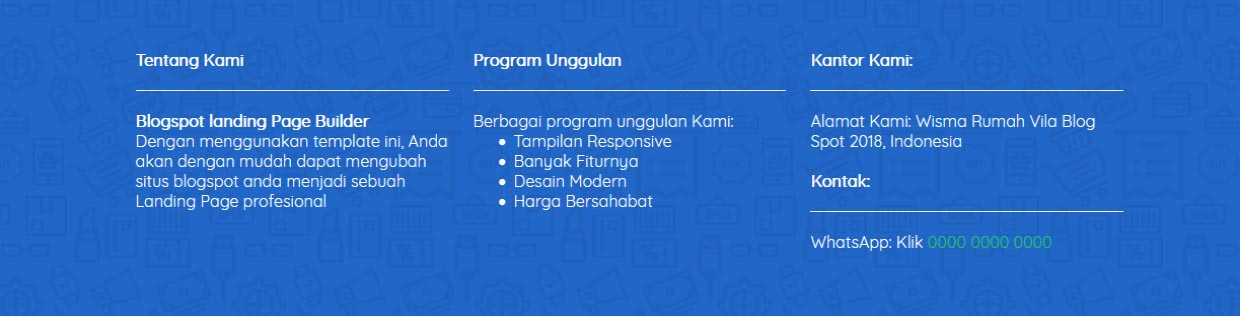 Tentang Kami
Blogspot landing Page Builder
Dengan menggunakan template ini, Anda
akan dengan mudah dapat mengubah
situs blogspot anda menjadi sebuah
Landing Page profesional
Program Unggulan
Berbagai program unggulan Kami:
• Tampilan Responsive
• Banyak Fiturnya
• Desain Modern
• Harga Bersahabat
Kantor Kami:
Alamat Kami: Wisma Rumah Vila Blog
Spot 2018, Indonesia
Kontak:
WhatsApp: Klik 0000 0000 0000